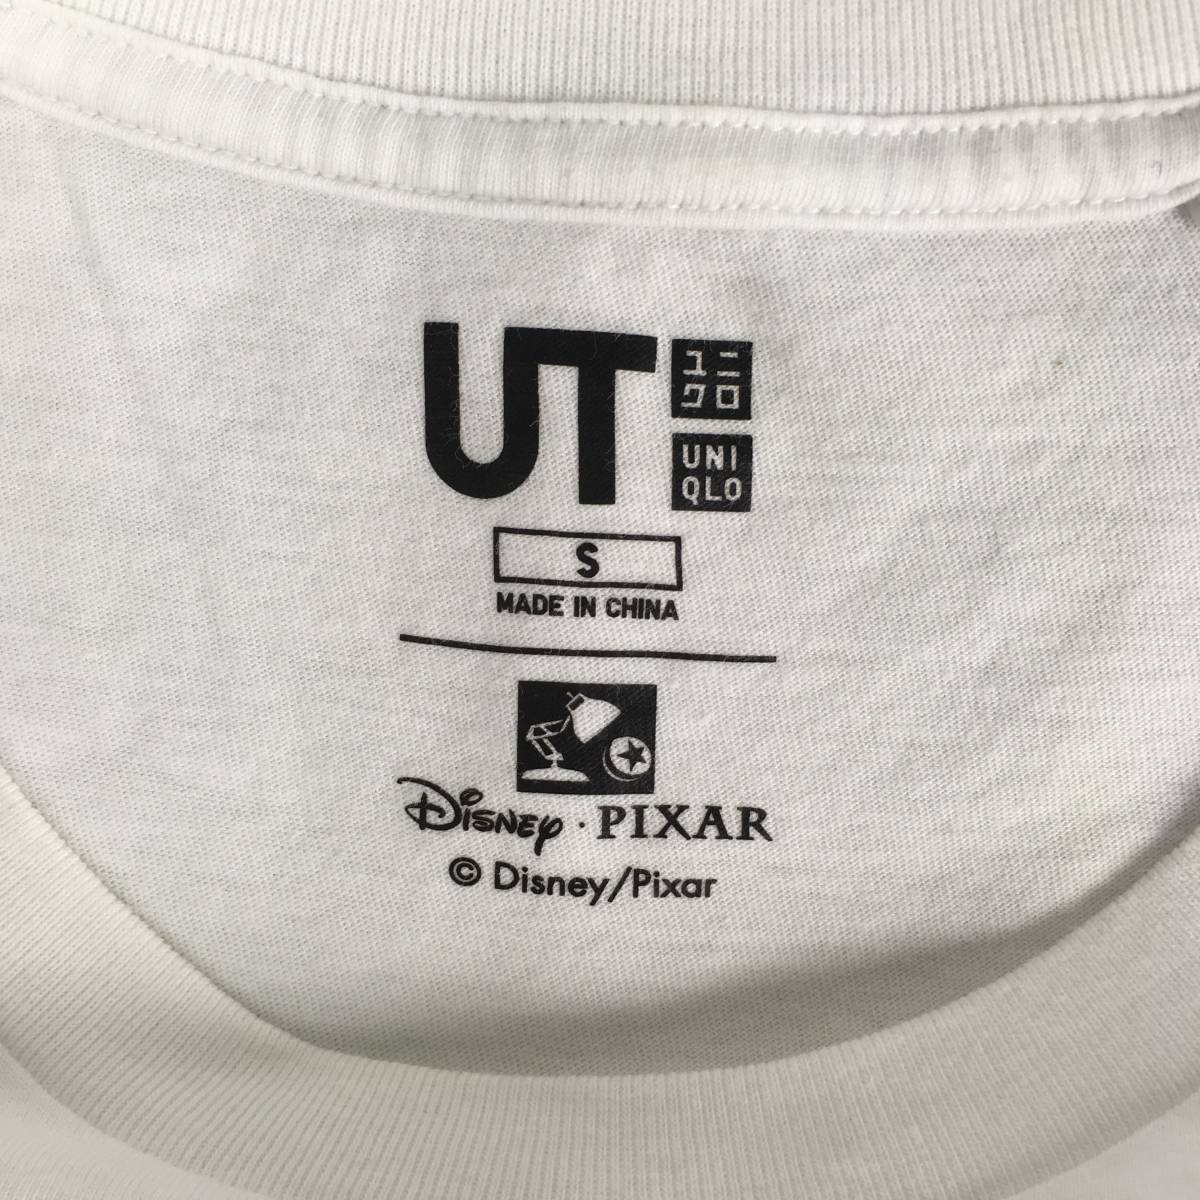 UT
ユニ
クロ
UNI
QLO
S
MADE IN CHINA
Disney · PIXAR
© Disney/Pixar